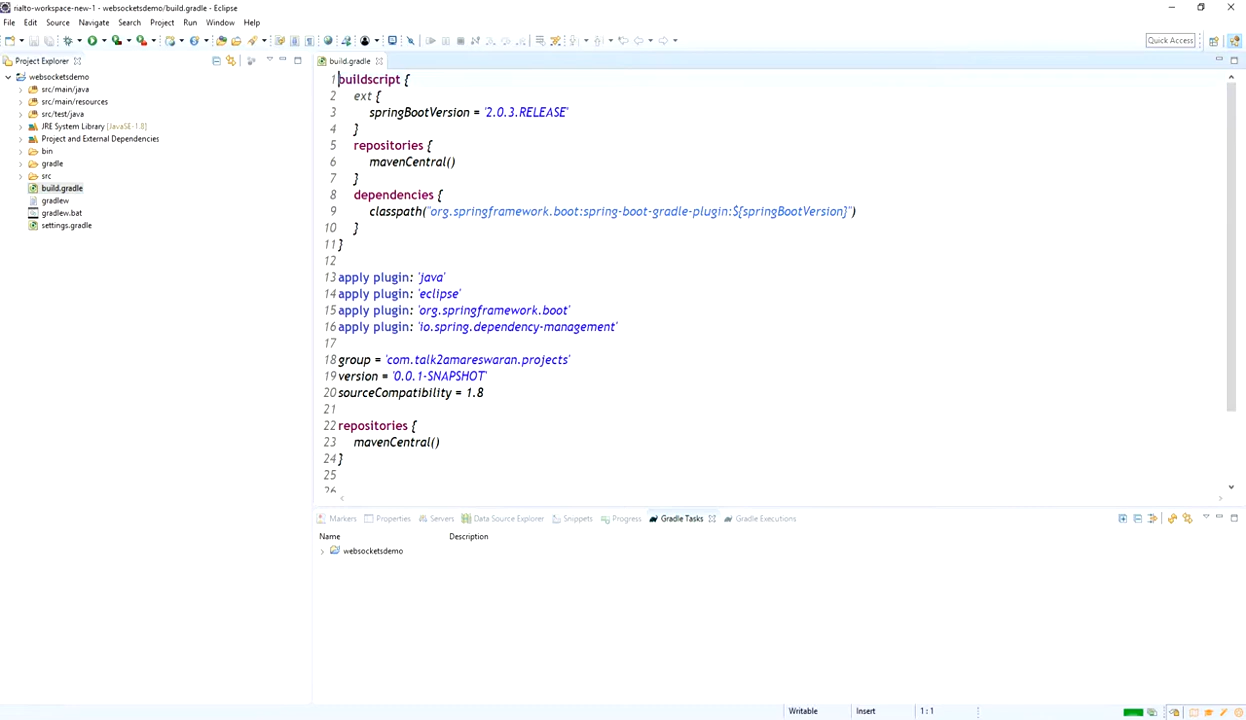 rialto-workspace-new-1 - websocketsdemo/build.gradle - Eclipse
File Edit Source Navigate Search Project Run Window Help
Quick Access
Project Explorer
websocketsdemo
src/main/java
src/main/resources
src/test/java
JRE System Library [JavaSE-1.8]
Project and External Dependencies
bin
gradle
src
build.gradle
gradlew
gradlew.bat
settings.gradle
build.gradle
1 buildscript {
2 ext {
3 springBootVersion = '2.0.3.RELEASE'
4 }
5 repositories {
6 mavenCentral()
7 }
8 dependencies {
9 classpath("org.springframework.boot:spring-boot-gradle-plugin:${springBootVersion}")
10 }
11 }
12
13 apply plugin: 'java'
14 apply plugin: 'eclipse'
15 apply plugin: 'org.springframework.boot'
16 apply plugin: 'io.spring.dependency-management'
17
18 group = 'com.talk2amareswaran.projects'
19 version = '0.0.1-SNAPSHOT'
20 sourceCompatibility = 1.8
21
22 repositories {
23 mavenCentral()
24 }
25
26
Markers Properties Servers Data Source Explorer Snippets Progress Gradle Tasks Gradle Executions
Name Description
websocketsdemo
Writable Insert 1 : 1